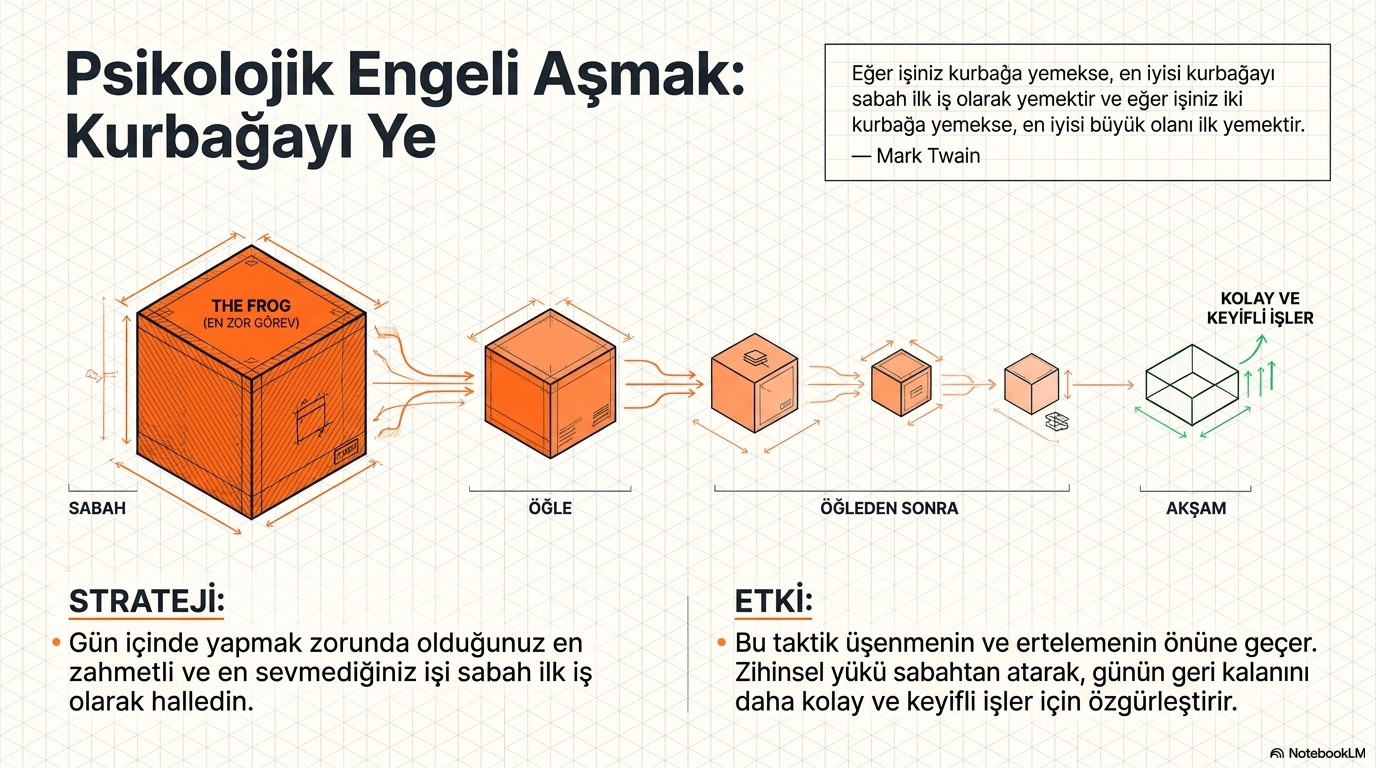 Psikolojik Engeli Aşmak:
Kurbağayı Ye
Eğer işiniz kurbağa yemekse, en iyisi kurbağayı
sabah ilk iş olarak yemektir ve eğer işiniz iki
kurbağa yemekse, en iyisi büyük olanı ilk yemektir.
— Mark Twain
THE FROG
(EN ZOR GÔREV)
KOLAY VE
KEYİFLİ İŞLER
SABAH
ÖĞLE
ÖĞLEDEN SONRA
AKŞAM
STRATEJİ:
• Gün içinde yapmak zorunda olduğunuz en
zahmetli ve en sevmediğiniz işi sabah ilk iş
olarak halledin.
ETKİ:
• Bu taktik üşenmenin ve ertelemenin önüne geçer.
Zihinsel yükü sabahtan atarak, günün geri kalanını
daha kolay ve keyifli işler için özgürleştirir.
NotebookLM